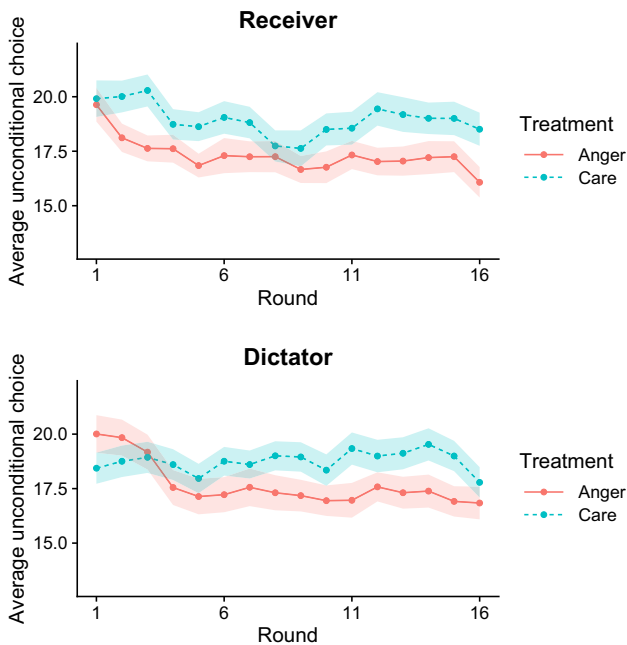 Receiver
Average unconditional choice
20.0
17.5
15.0
1 6 11 16
Round
Treatment
Anger
Care
Dictator
Average unconditional choice
20.0
17.5
15.0
1 6 11 16
Round
Treatment
Anger
Care